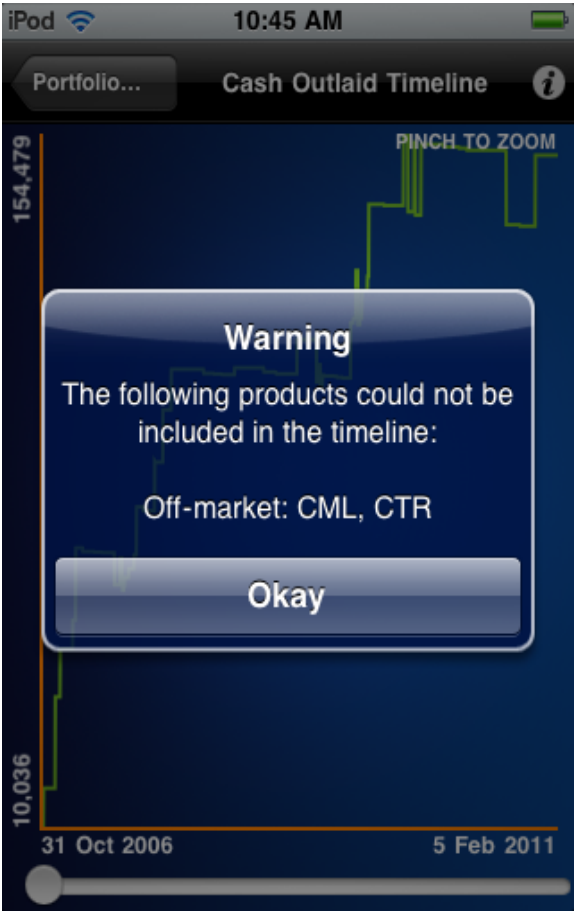 iPod 10:45 AM
Portfolio... Cash Outlaid Timeline i
PINCH TO ZOOM
154,479
Warning
The following products could not be
included in the timeline:
Off-market: CML, CTR
Okay
10,036
31 Oct 2006 5 Feb 2011